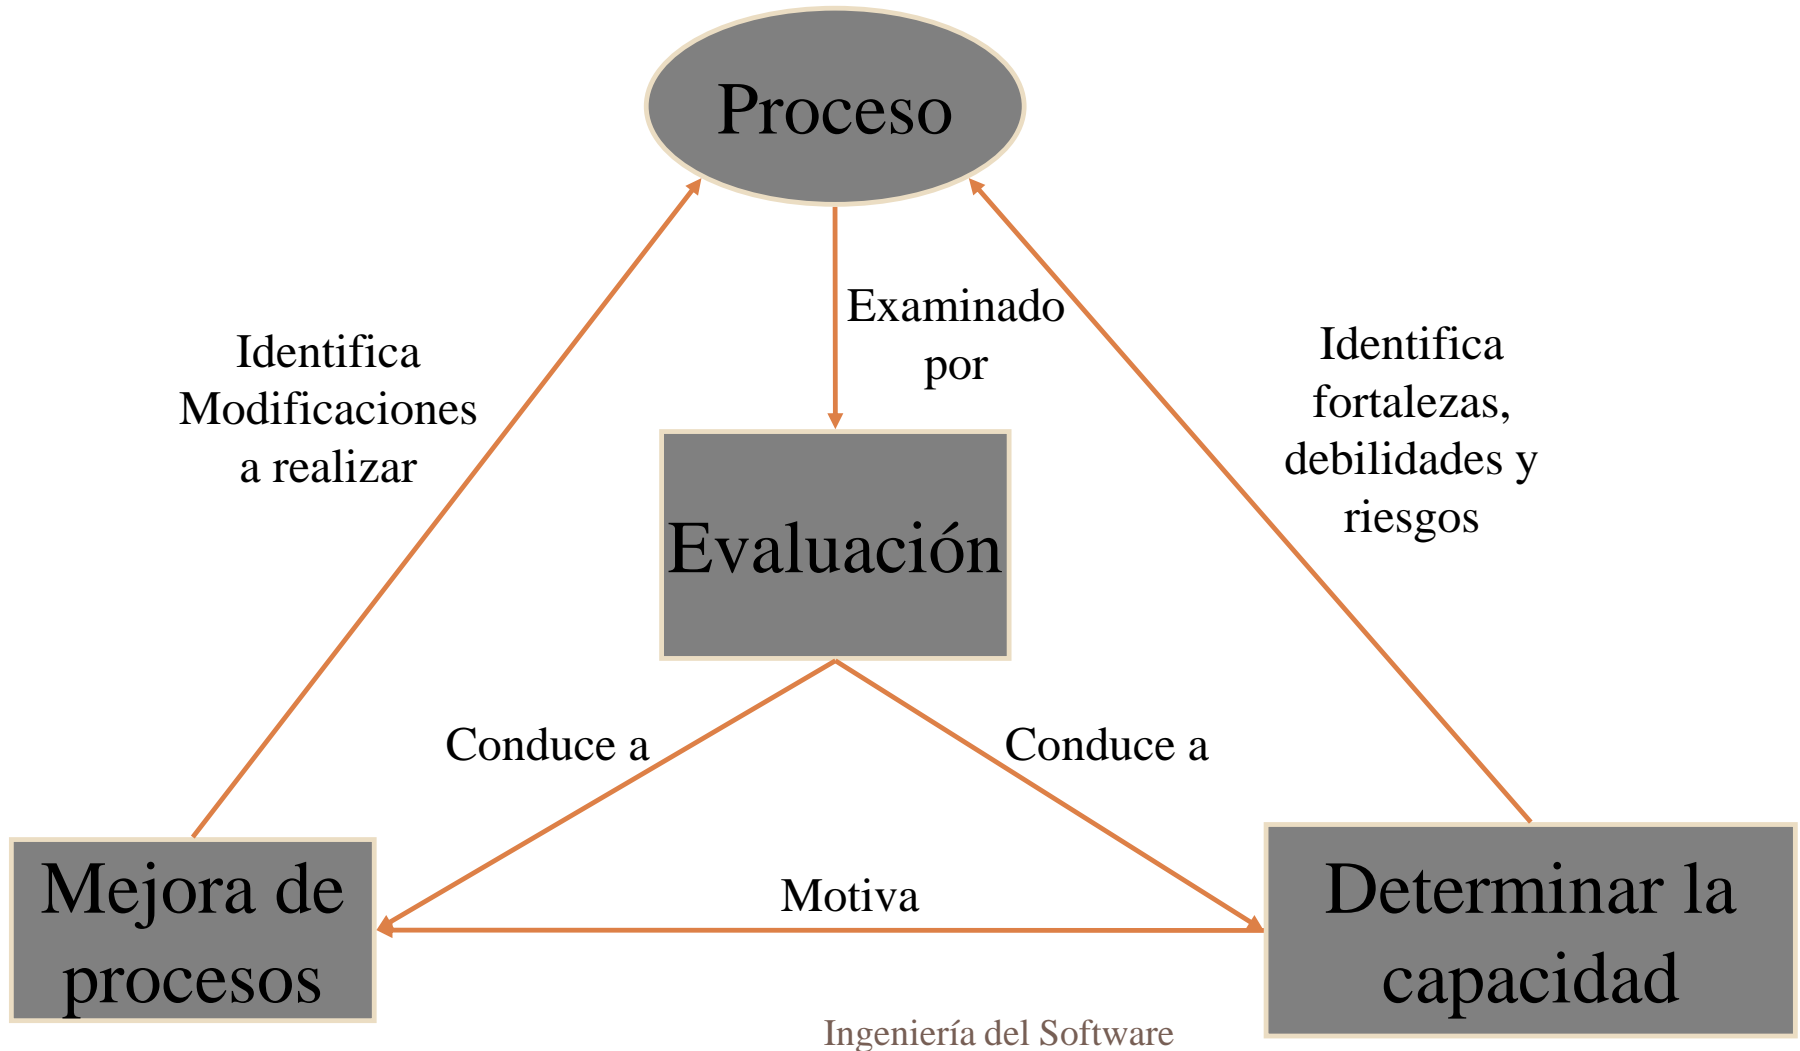 Proceso
Examinado
por
Identifica
Modificaciones
a realizar
Identifica
fortalezas,
debilidades y
riesgos
Evaluación
Conduce a
Conduce a
Motiva
Mejora de
procesos
Determinar la
capacidad
Ingeniería del Software